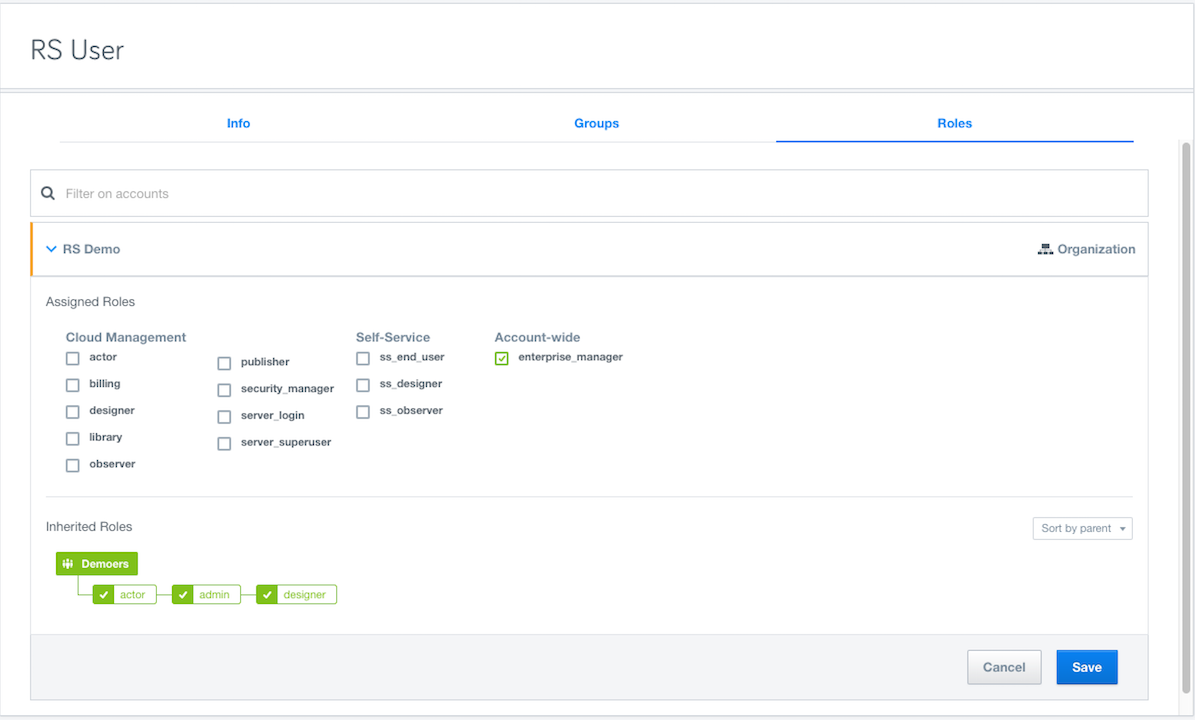 RS User
Info Groups Roles
Filter on accounts
RS Demo Organization
Assigned Roles
Cloud Management Self-Service Account-wide
actor publisher ss_end_user enterprise_manager
billing security_manager ss_designer
designer server_login ss_observer
library server_superuser
observer
Inherited Roles Sort by parent
Demoers
actor admin designer
Cancel Save